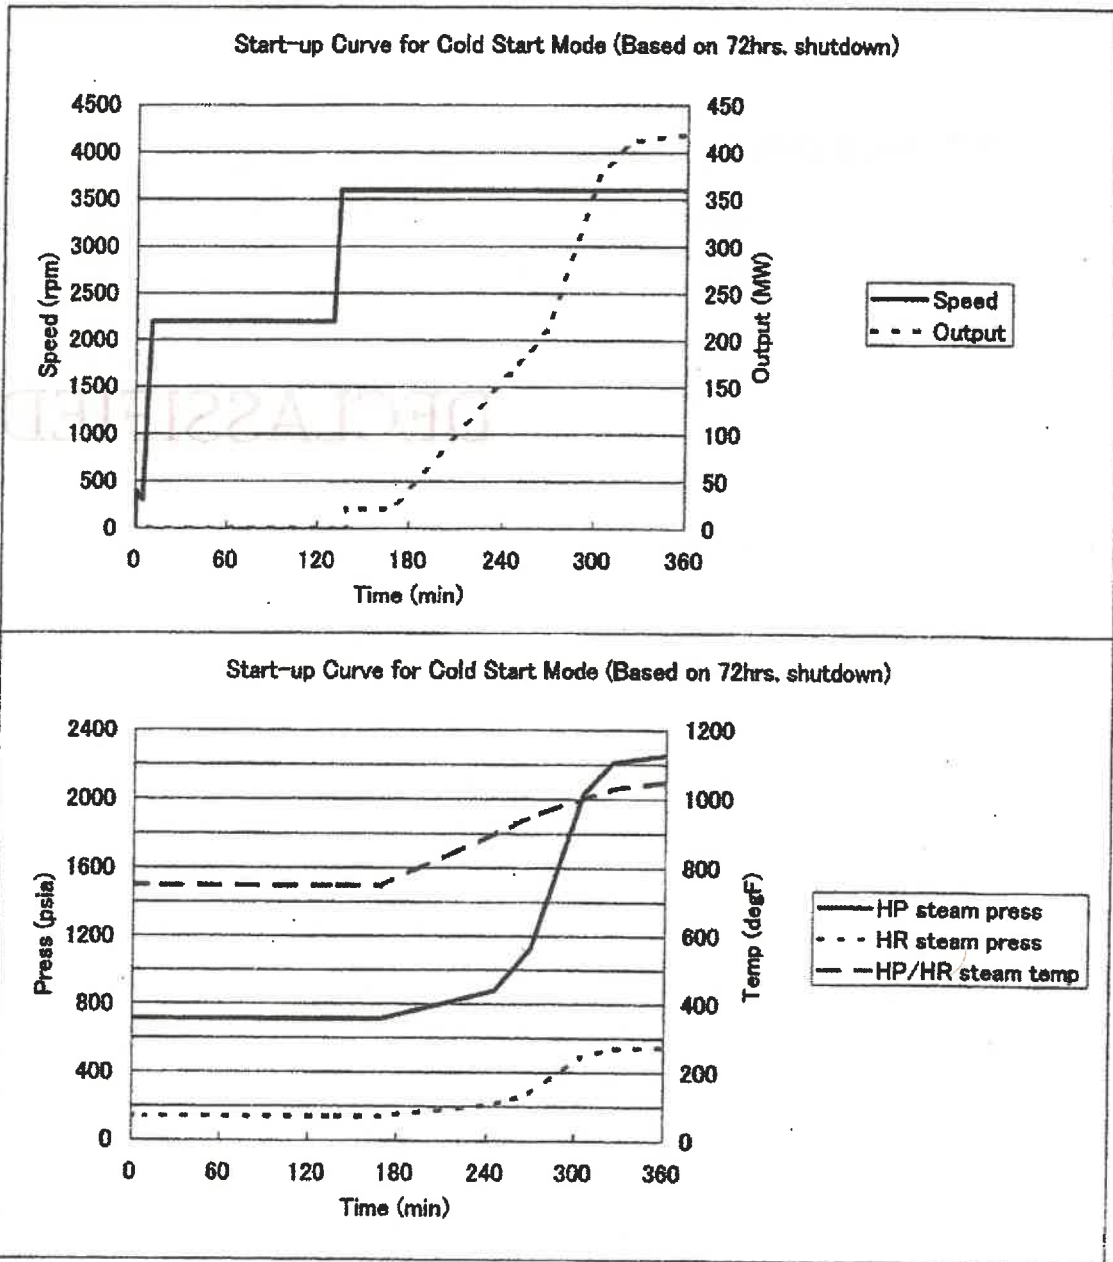 Start-up Curve for Cold Start Mode (Based on 72hrs. shutdown)
4500
4000
3500
3000
2500
2000
1500
1000
500
0
Speed (rpm)
450
400
350
300
250
200
150
100
50
0
Output (MW)
0 60 120 180 240 300 360
Time (min)
Speed
Output
DECLASSIFIED
Start-up Curve for Cold Start Mode (Based on 72hrs. shutdown)
2400
2000
1600
1200
800
400
0
Press (psia)
1200
1000
800
600
400
200
0
Temp (degF)
0 60 120 180 240 300 360
Time (min)
HP steam press
HR steam press
HP/HR steam temp